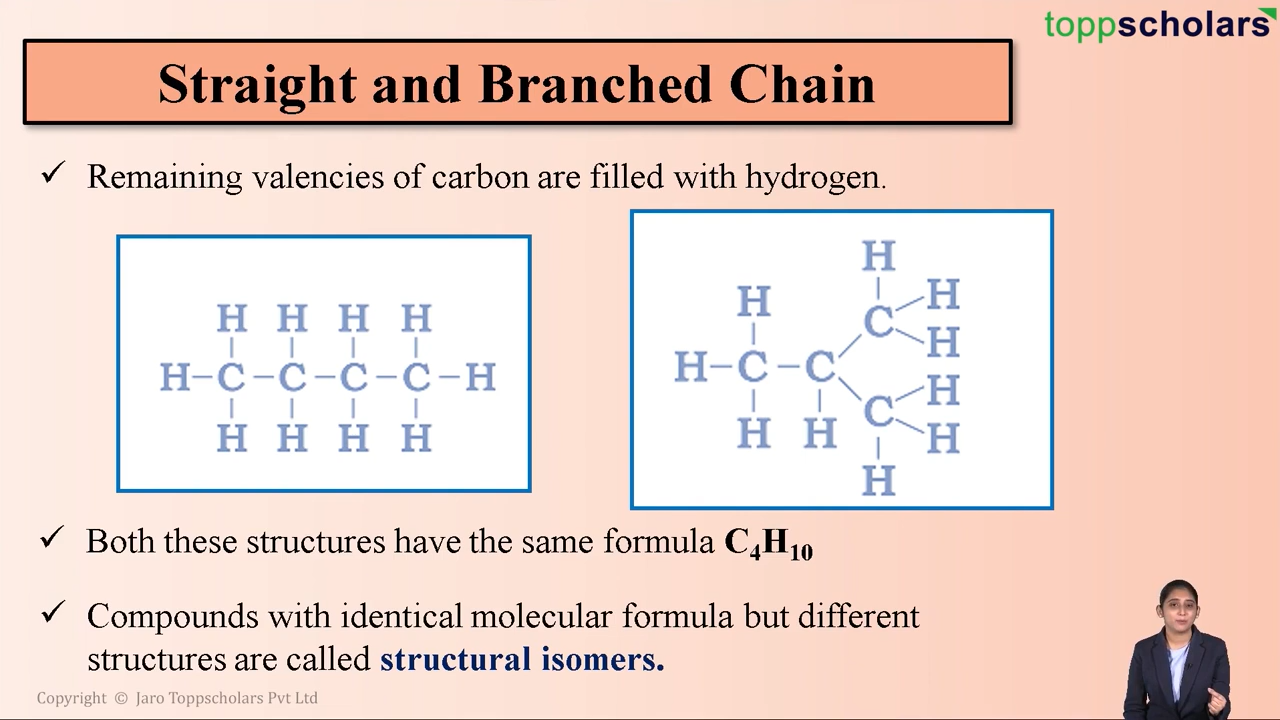 toppscholars
Straight and Branched Chain
✓ Remaining valencies of carbon are filled with hydrogen.
H H H H
H–C–C–C–C–H
H H H H
H
H
H
H–C–C
C
H
H
H
C
H
H
H
H
✓ Both these structures have the same formula C₄H₁₀
✓ Compounds with identical molecular formula but different
structures are called structural isomers.
Copyright © Jaro Toppscholars Pvt Ltd